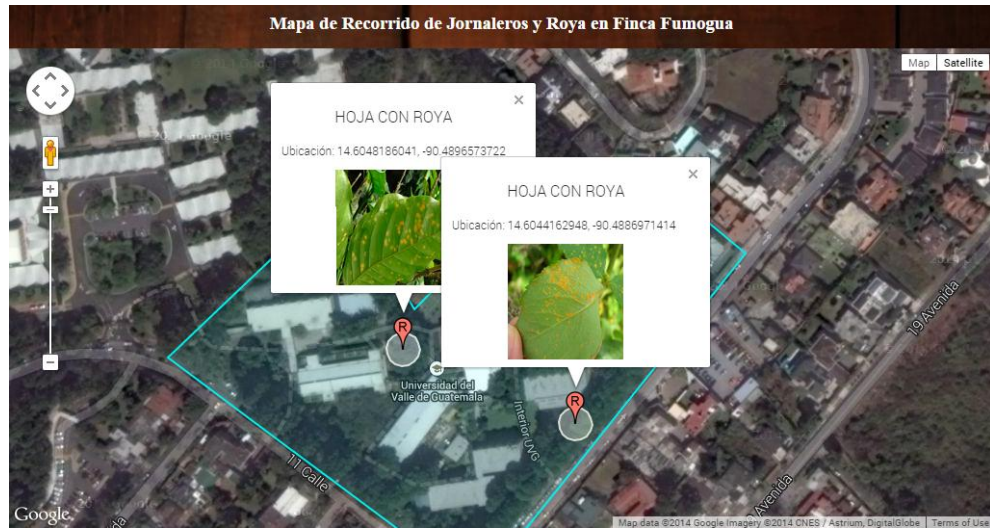 Mapa de Recorrido de Jornaleros y Roya en Finca Fumogua
Map Satellite
HOJA CON ROYA
Ubicación: 14.6048186041, -90.4896573722
HOJA CON ROYA
Ubicación: 14.6044162948, -90.4886971414
R
Universidad del
Valle de Guatemala
R
Interior UVG
11 Calle
19 Avenida
Avenida
Google
Map data ©2014 Google Imagery ©2014 CNES / Astrium, DigitalGlobe
Terms of Use